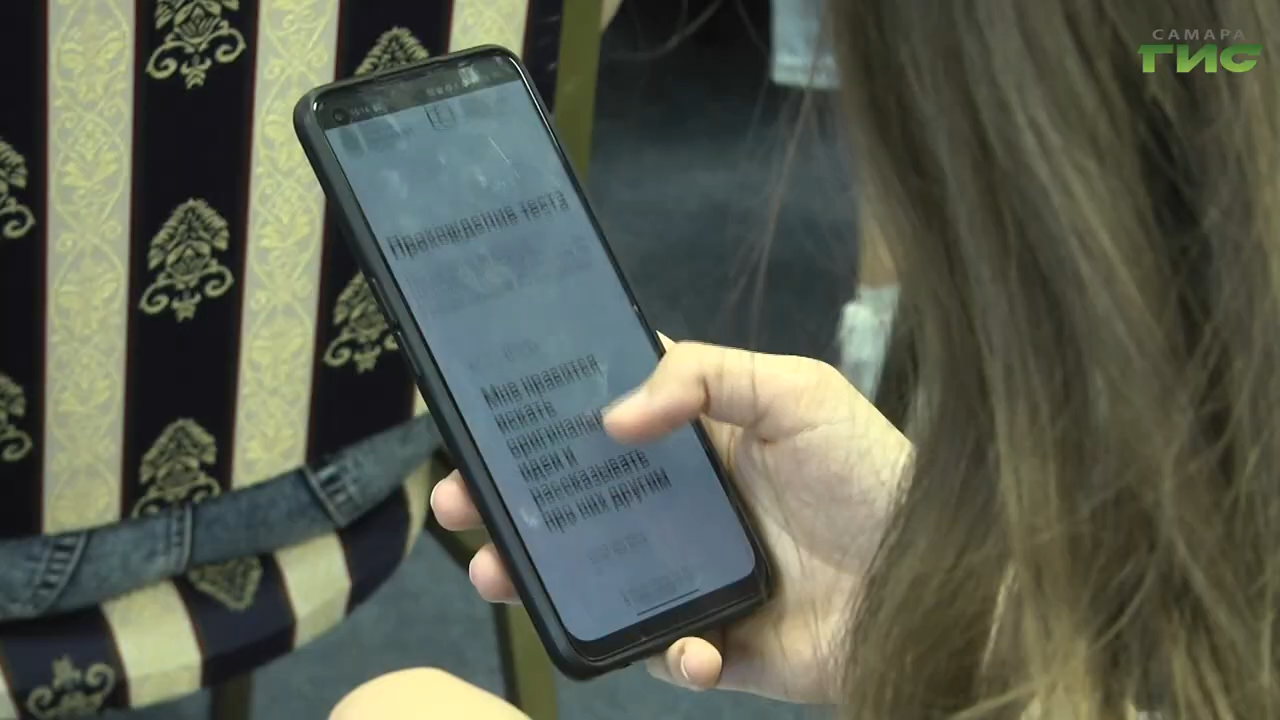 САМАРА
ГИС
Прохождение теста
Мне нравится
искать
оригинальные
идеи и
рассказывать
про них другим